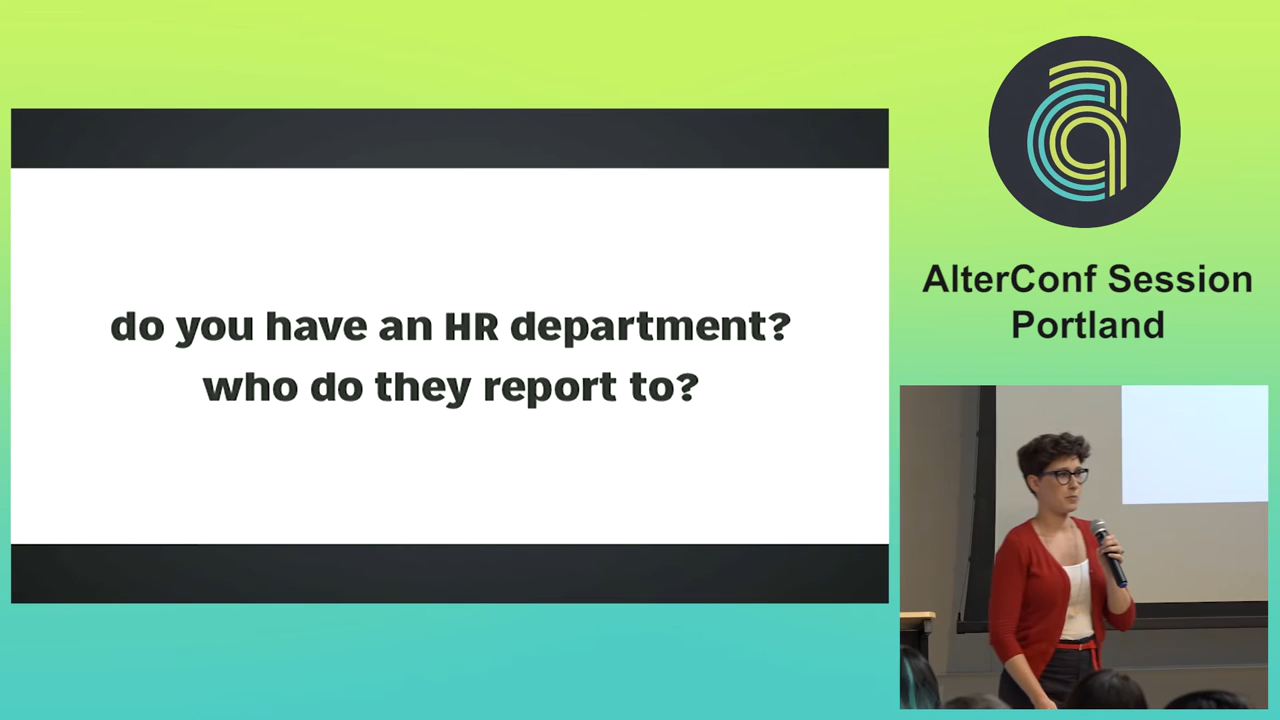 do you have an HR department?
who do they report to?
AlterConf Session
Portland